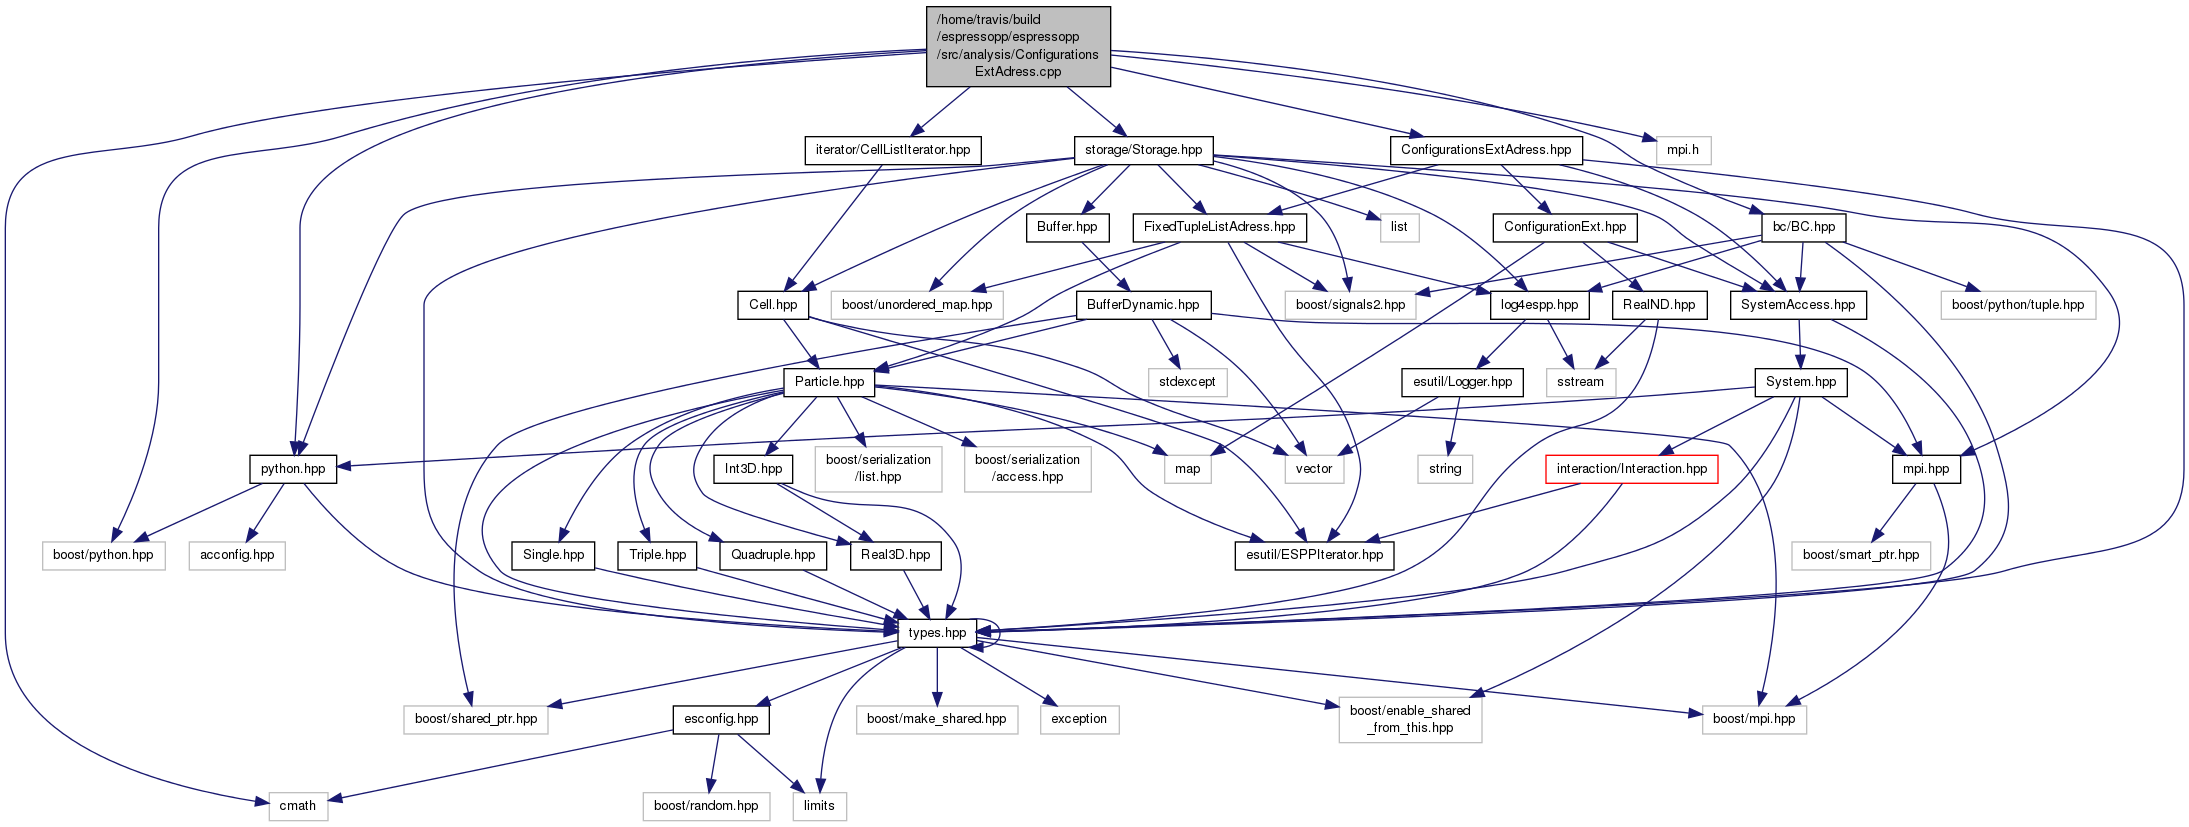 /home/travis/build
/espressopp/espressopp
/src/analysis/Configurations
ExtAdress.cpp
iterator/CellListIterator.hpp
storage/Storage.hpp
ConfigurationsExtAdress.hpp
mpi.h
Buffer.hpp
FixedTupleListAdress.hpp
list
ConfigurationExt.hpp
bc/BC.hpp
Cell.hpp
boost/unordered_map.hpp
BufferDynamic.hpp
boost/signals2.hpp
log4espp.hpp
RealND.hpp
SystemAccess.hpp
boost/python/tuple.hpp
Particle.hpp
stdexcept
esutil/Logger.hpp
sstream
System.hpp
python.hpp
Int3D.hpp
boost/serialization
/list.hpp
boost/serialization
/access.hpp
map
vector
string
interaction/Interaction.hpp
mpi.hpp
boost/python.hpp
acconfig.hpp
Single.hpp
Triple.hpp
Quadruple.hpp
Real3D.hpp
esutil/ESPPIterator.hpp
boost/smart_ptr.hpp
types.hpp
boost/shared_ptr.hpp
esconfig.hpp
boost/make_shared.hpp
exception
boost/enable_shared
_from_this.hpp
boost/mpi.hpp
cmath
boost/random.hpp
limits